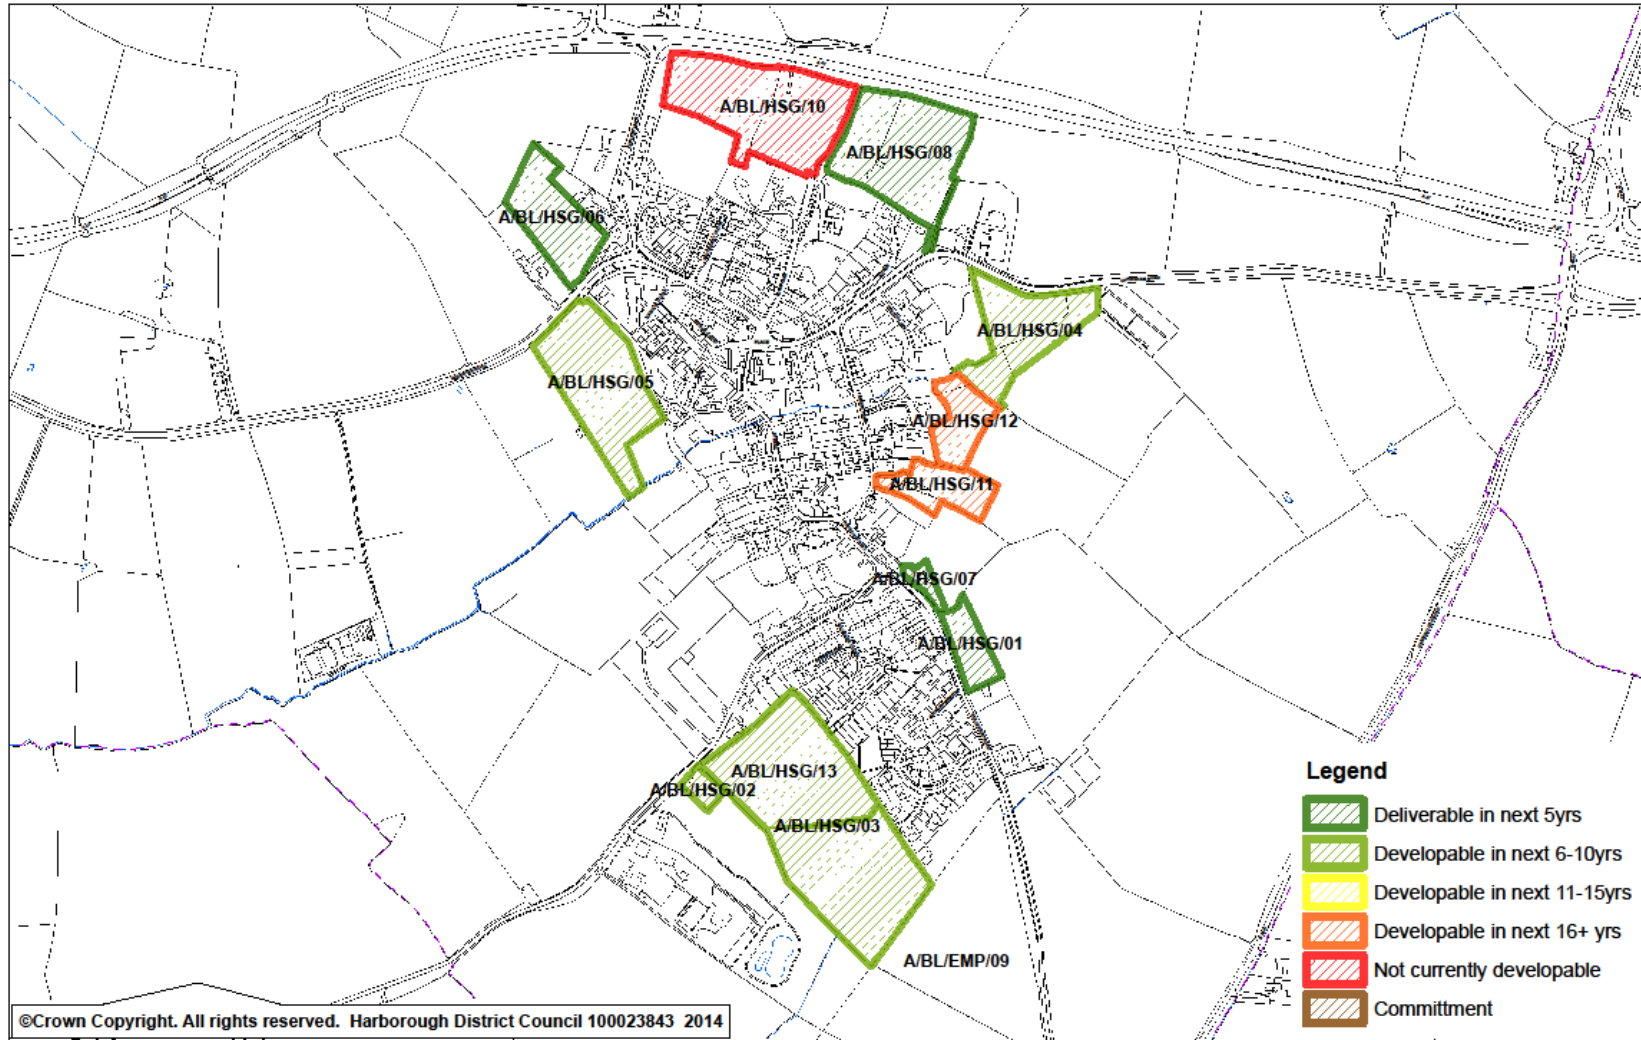 A/BL/HSG/10
A/BL/HSG/08
A/BL/HSG/06
A/BL/HSG/04
A/BL/HSG/05
A/BL/HSG/12
A/BL/HSG/11
A/BL/HSG/07
A/BL/HSG/01
A/BL/HSG/13
A/BL/HSG/02
A/BL/HSG/03
A/BL/EMP/09
Legend
Deliverable in next 5yrs
Developable in next 6-10yrs
Developable in next 11-15yrs
Developable in next 16+ yrs
Not currently developable
Committment
©Crown Copyright. All rights reserved. Harborough District Council 100023843 2014